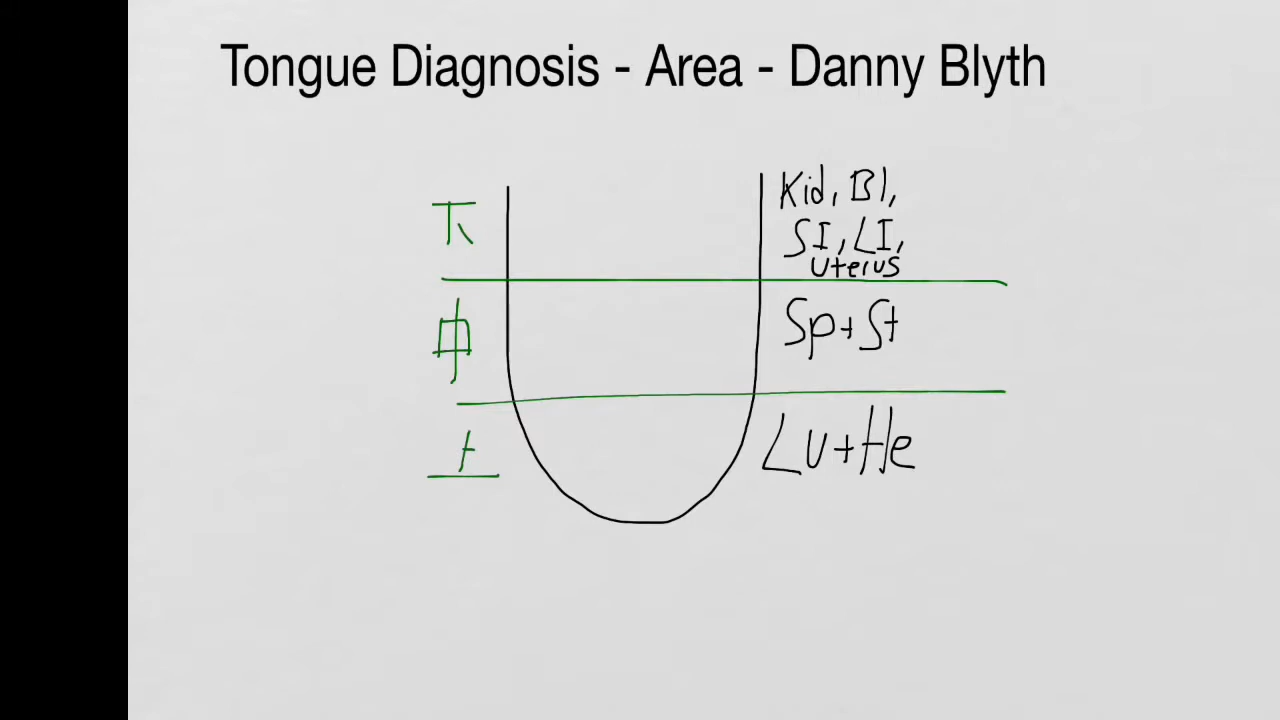 Tongue Diagnosis - Area - Danny Blyth
下
Kid, Bl,
SI, LI,
Uterus
中
Sp+St
上
Lu+He